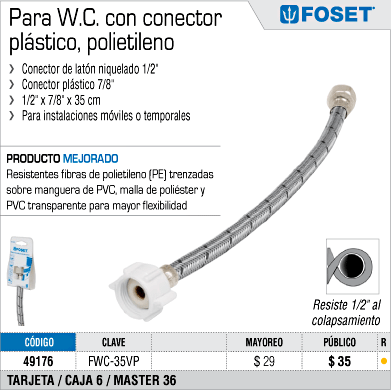 Para W.C. con conector
plástico, polietileno
FOSET®
Conector de latón niquelado 1/2"
Conector plástico 7/8"
1/2" x 7/8" x 35 cm
Para instalaciones móviles o temporales
PRODUCTO MEJORADO
Resistentes fibras de polietileno (PE) trenzadas
sobre manguera de PVC, malla de poliéster y
PVC transparente para mayor flexibilidad
FOSET
Resiste 1/2" al
colapsamiento
CÓDIGO CLAVE MAYOREO PÚBLICO R
49176 FWC-35VP $ 29 $ 35
TARJETA / CAJA 6 / MASTER 36